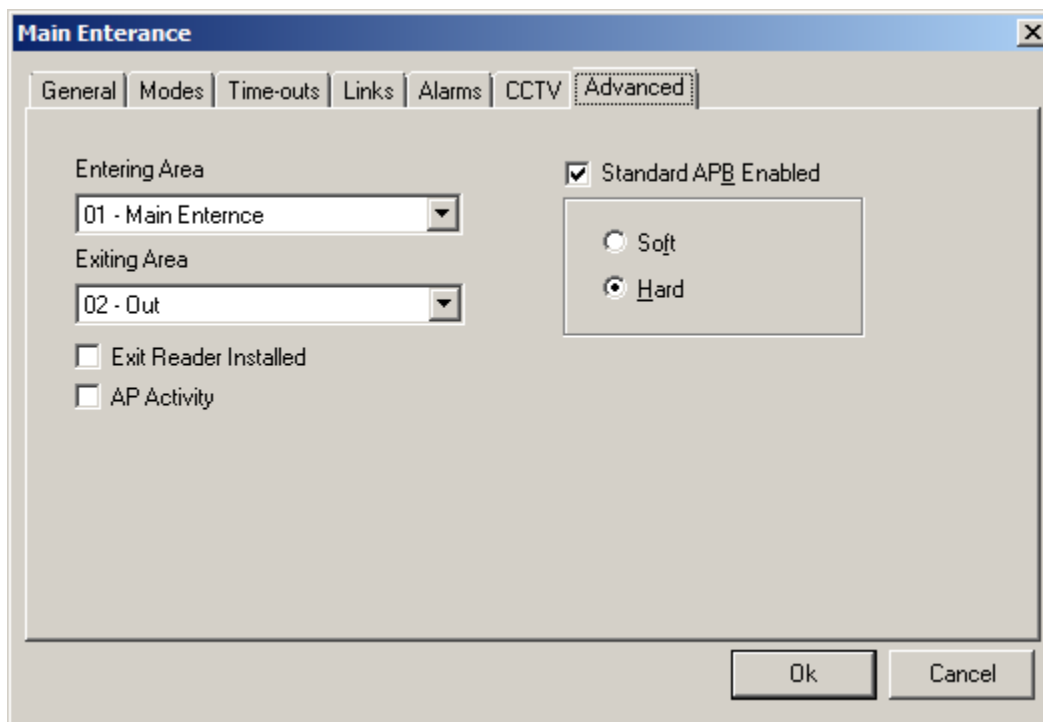 Main Enterance
General Modes Time-outs Links Alarms CCTV Advanced
Entering Area
01 - Main Enternce
Exiting Area
02 - Out
Exit Reader Installed
AP Activity
Standard APB Enabled
Soft
Hard
Ok Cancel